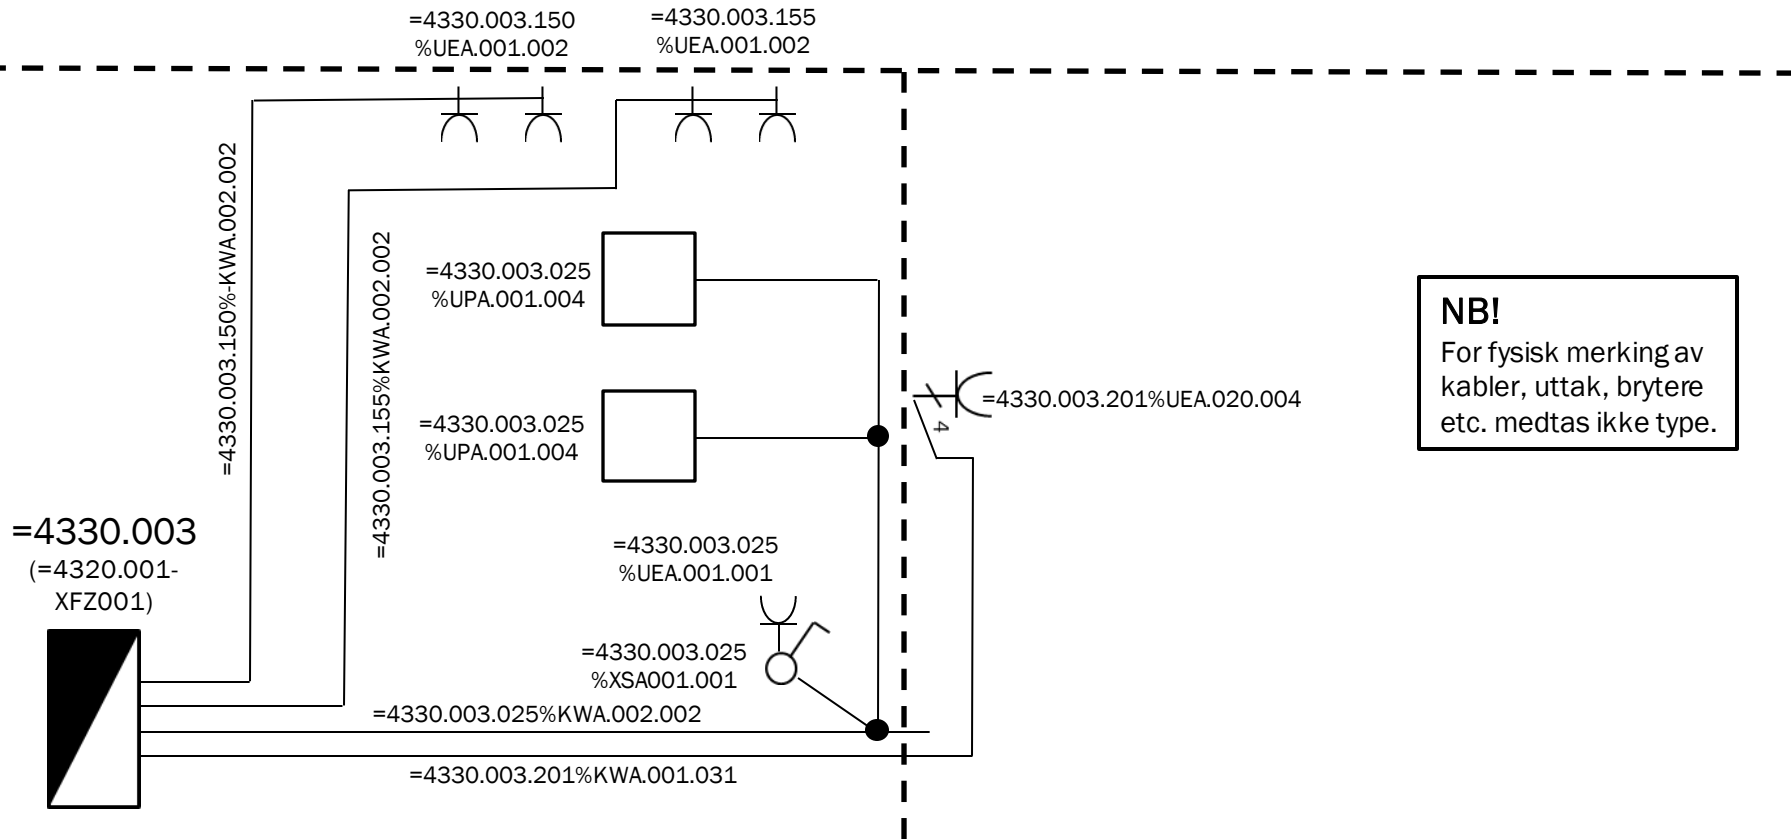 =4330.003.150
%UEA.001.002
=4330.003.155
%UEA.001.002
=4330.003.150%-KWA.002.002
=4330.003.155%KWA.002.002
=4330.003.025
%UPA.001.004
NB!
For fysisk merking av
kabler, uttak, brytere
etc. medtas ikke type.
=4330.003.201%UEA.020.004
4
=4330.003.025
%UPA.001.004
=4330.003
(=4320.001-
XFZ001)
=4330.003.025
%UEA.001.001
=4330.003.025
%XSA001.001
=4330.003.025%KWA.002.002
=4330.003.201%KWA.001.031